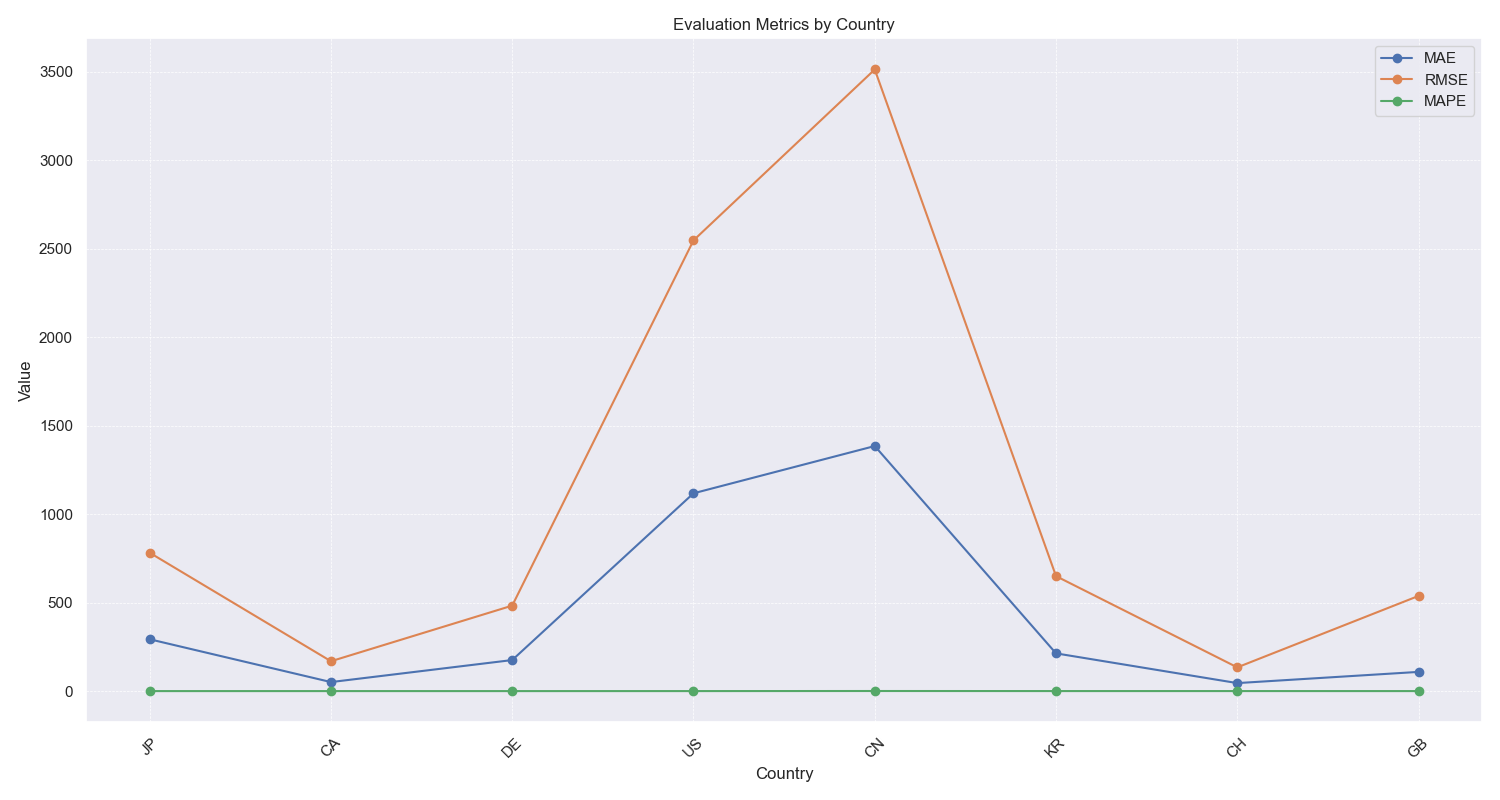 Evaluation Metrics by Country
MAE
RMSE
MAPE
3500
3000
2500
2000
1500
1000
500
0
Value
JP
CA
DE
US
CN
KR
CH
GB
Country